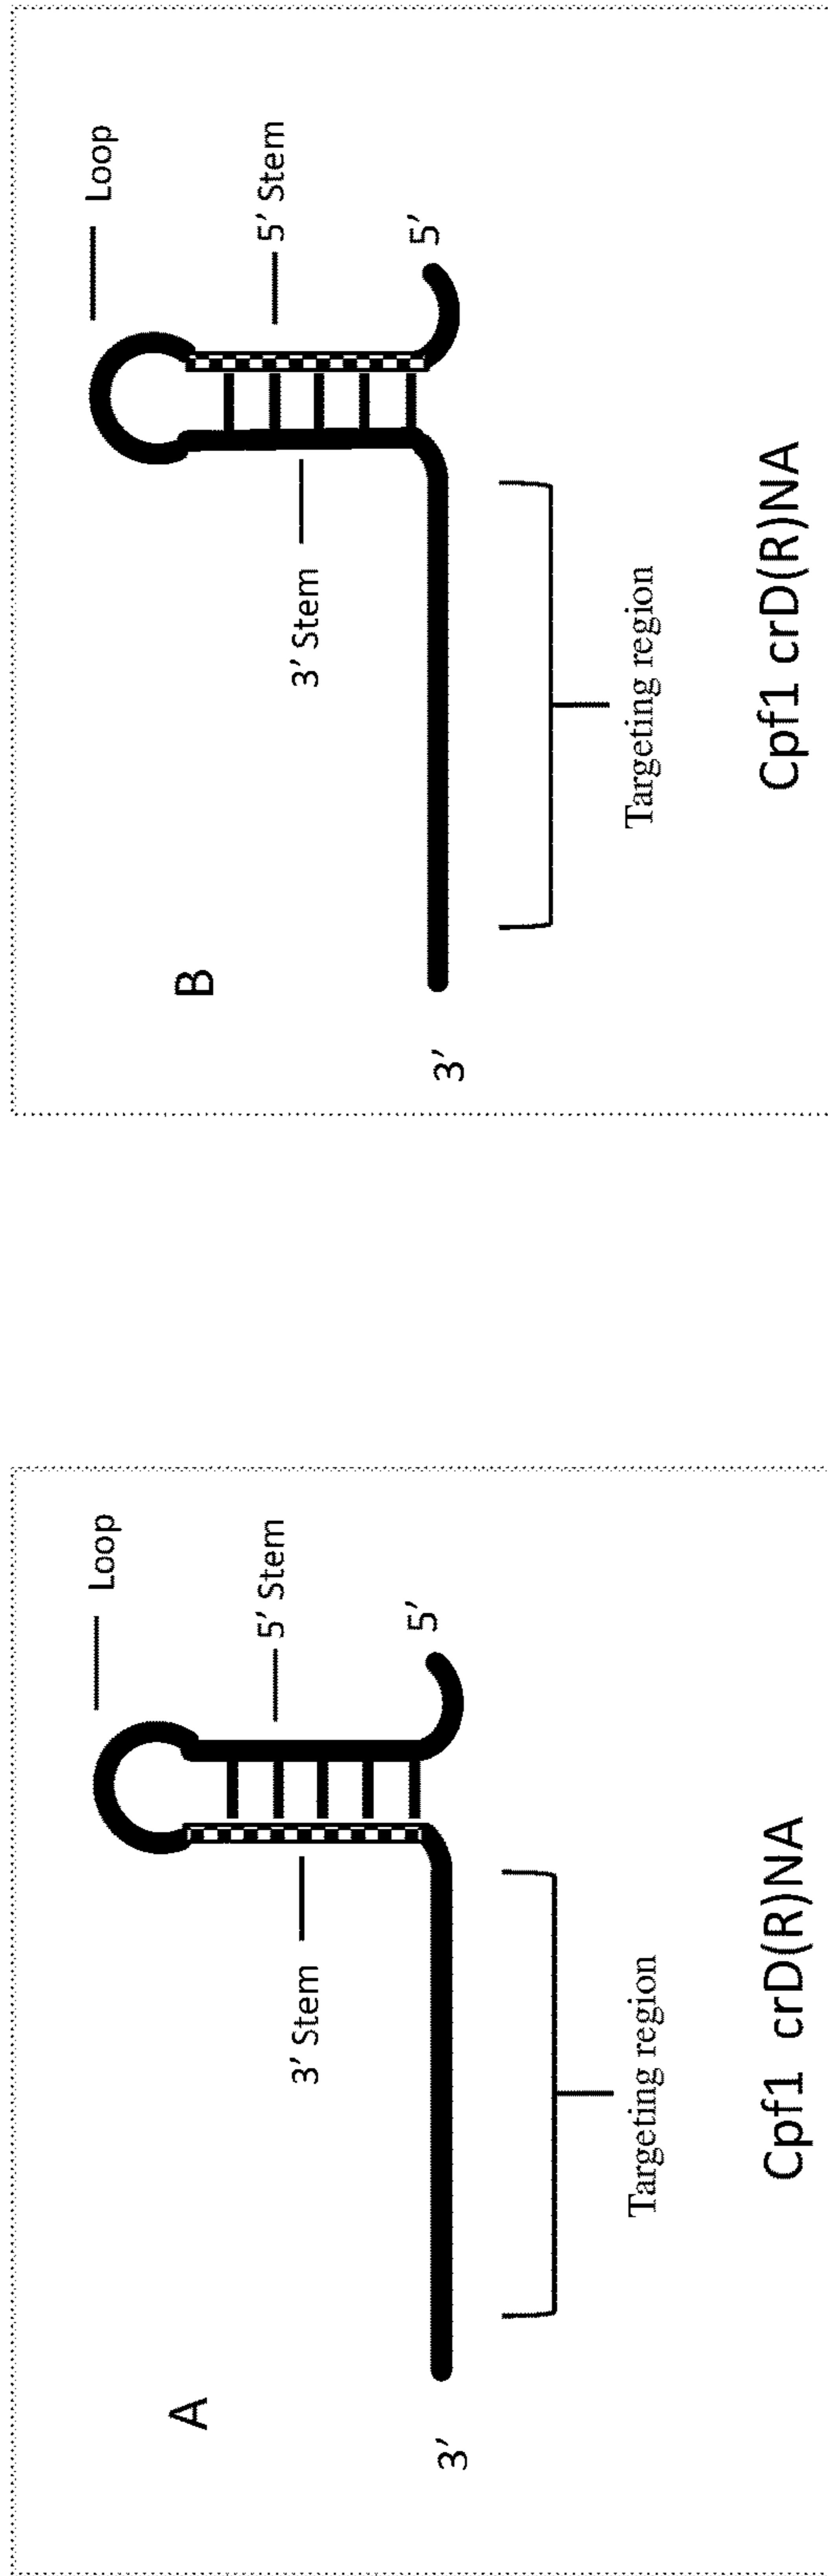 A
Loop
5′ Stem
3′ Stem
5′
3′
Targeting region
Cpf1 crD(R)NA
B
Loop
5′ Stem
3′ Stem
5′
3′
Targeting region
Cpf1 crD(R)NA